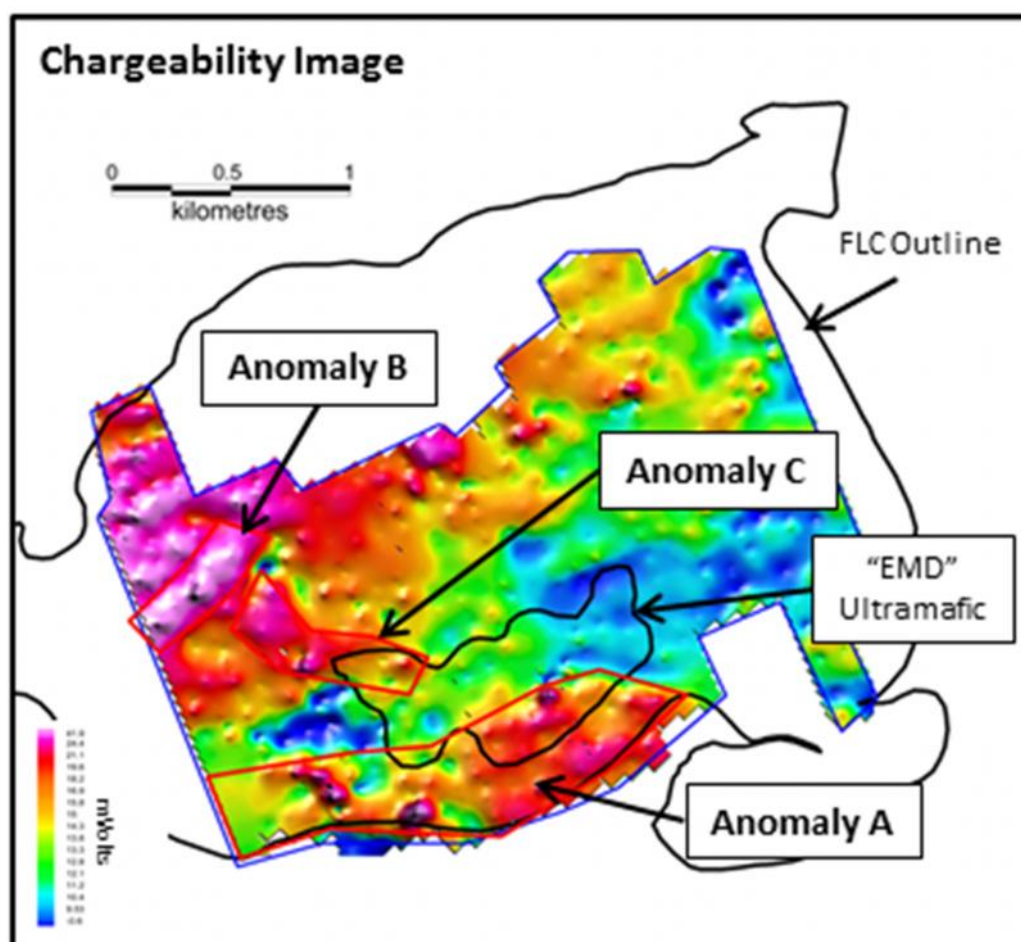 Chargeability Image
0 0.5 1
kilometres
FLC Outline
Anomaly B
Anomaly C
“EMD”
Ultramafic
Anomaly A
mVolts